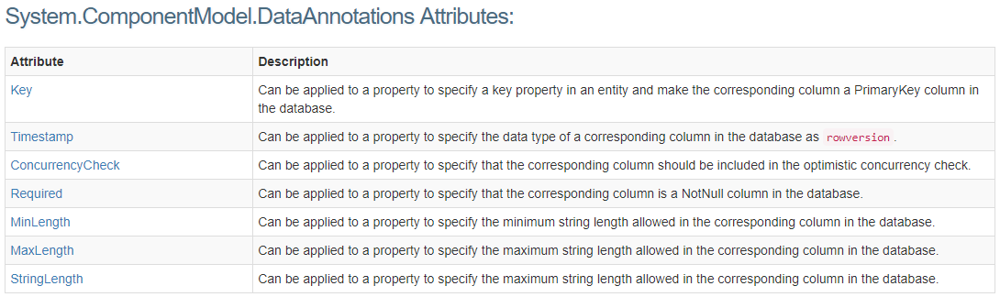 System.ComponentModel.DataAnnotations Attributes:
Attribute Description
Key Can be applied to a property to specify a key property in an entity and make the corresponding column a PrimaryKey column in
the database.
Timestamp Can be applied to a property to specify the data type of a corresponding column in the database as rowversion.
ConcurrencyCheck Can be applied to a property to specify that the corresponding column should be included in the optimistic concurrency check.
Required Can be applied to a property to specify that the corresponding column is a NotNull column in the database.
MinLength Can be applied to a property to specify the minimum string length allowed in the corresponding column in the database.
MaxLength Can be applied to a property to specify the maximum string length allowed in the corresponding column in the database.
StringLength Can be applied to a property to specify the maximum string length allowed in the corresponding column in the database.